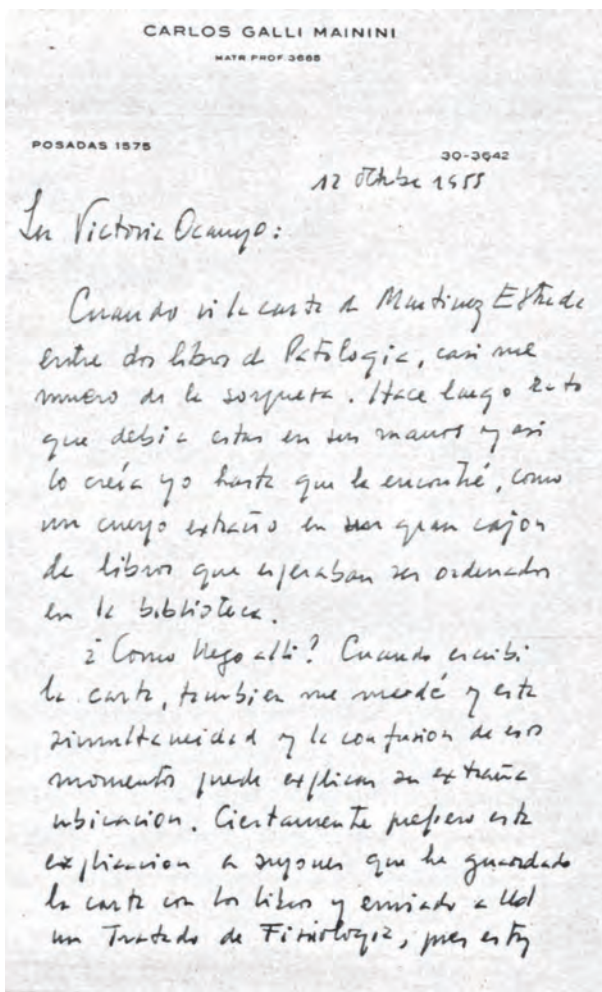 CARLOS GALLI MAININI
MATR. PROF. 3665
POSADAS 1575
30-3642
12 Octubre 1955
Victoria Ocampo:
Cuando vi la carta de Martinez Estrada
entre dos libros de Patologia, casi me
muero de la sorpresa. Hace largo rato
que debia estar en sus manos y asi
lo creía yo hasta que la encontré, como
un cuerpo extraño en un gran cajon
de libros que esperaban ser ordenados
en la biblioteca.
¿Como llego alli? Cuando escribi
la carta, tambien me mudé y esta
simultaneidad y la confusion de esos
momentos puede explicar su extraña
ubicacion. Ciertamente prefiero esta
explicacion a suponer que he guardado
la carta con los libros y enviado a Ud
un Tratado de Fisiologia, pues estoy